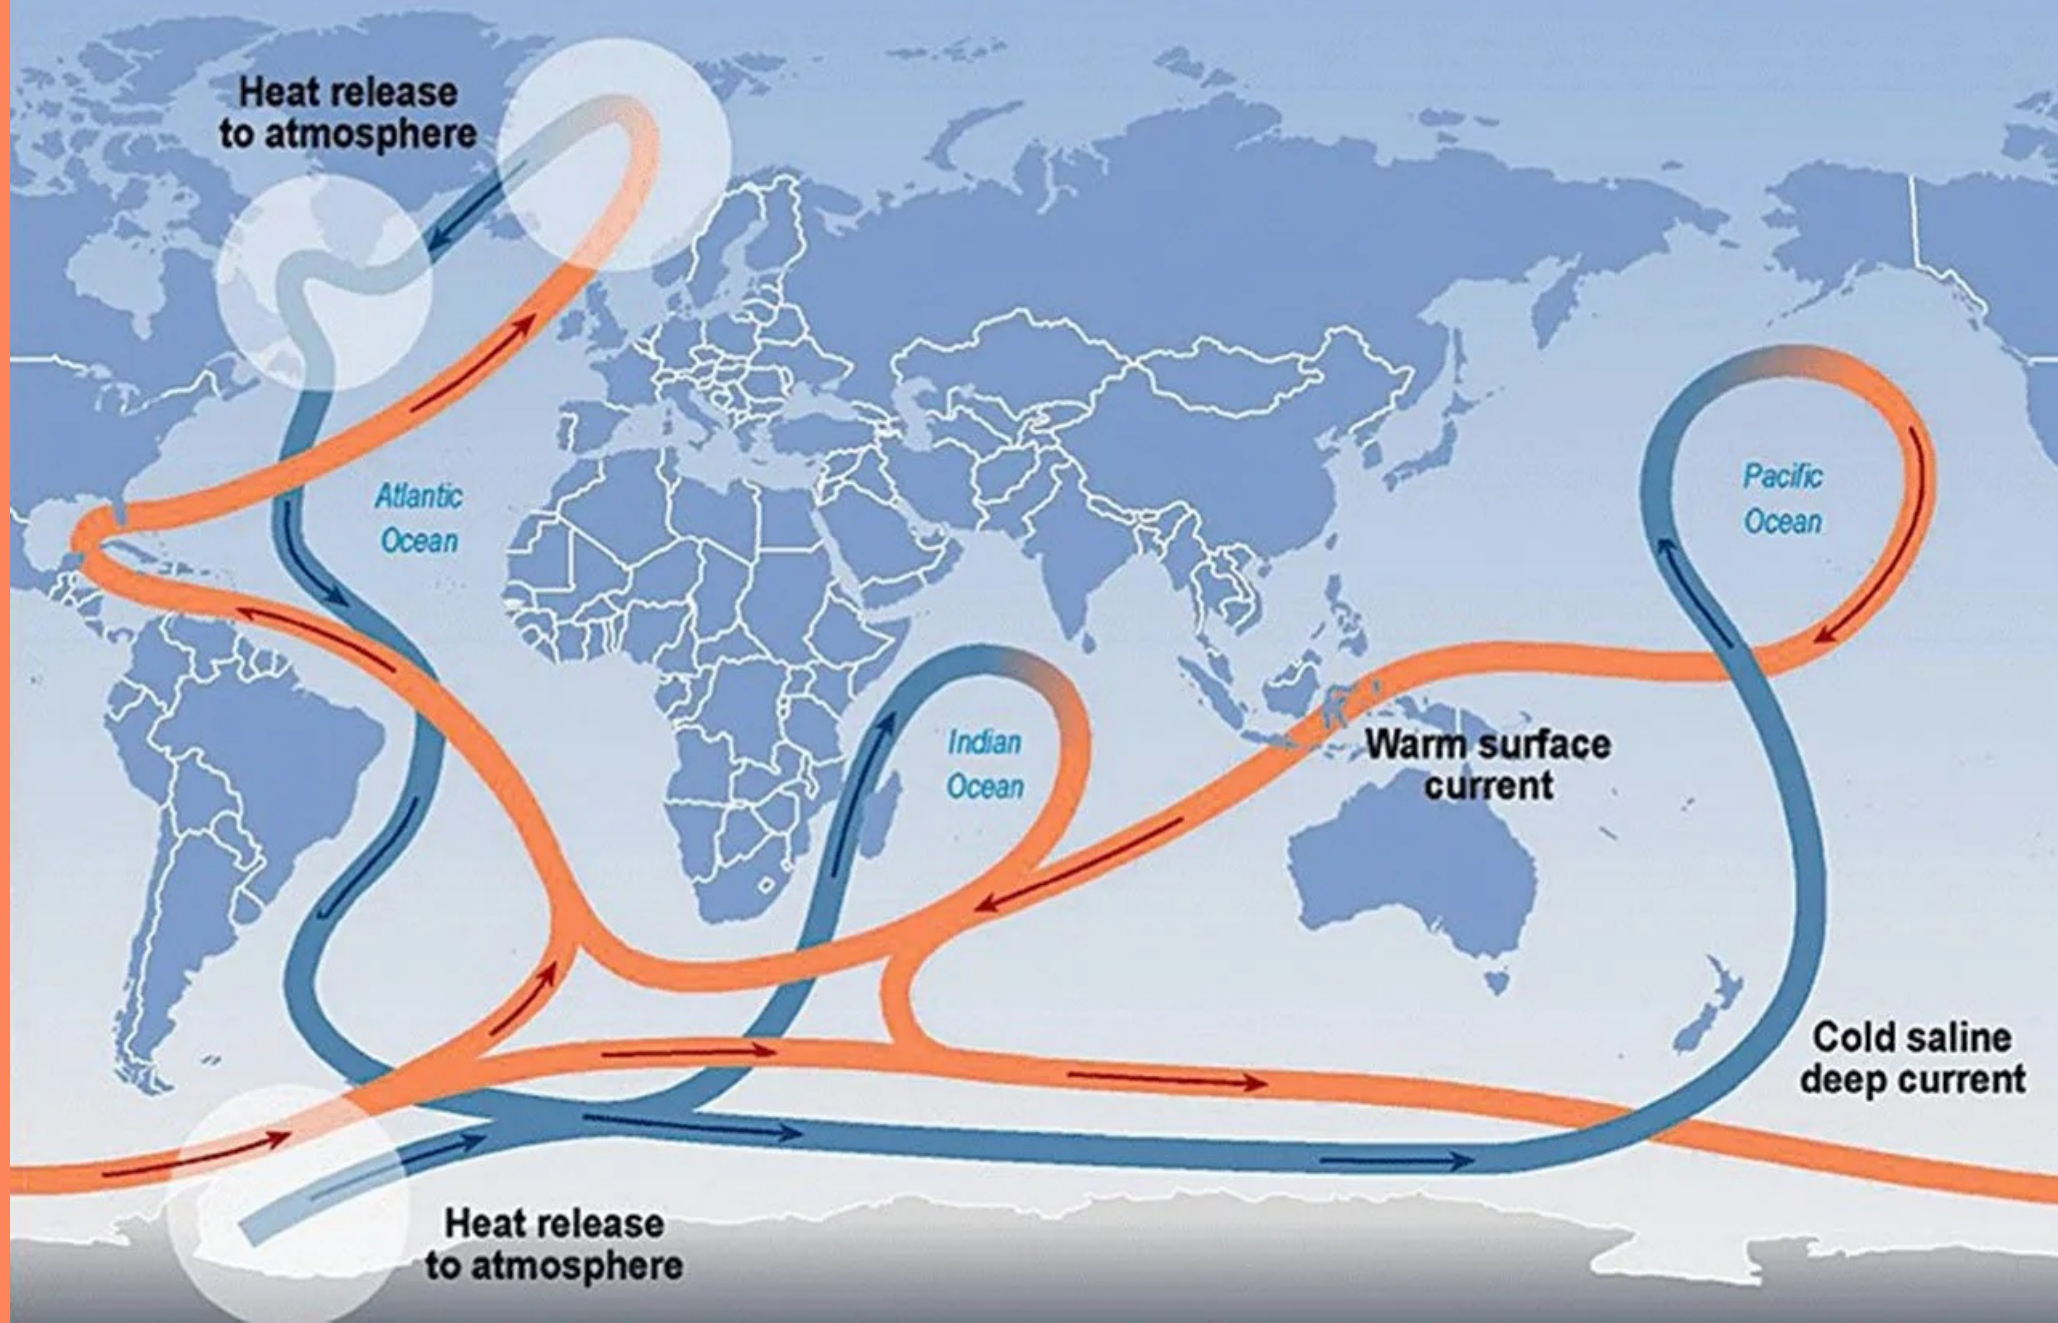 Heat release
to atmosphere
Atlantic
Ocean
Pacific
Ocean
Indian
Ocean
Warm surface
current
Cold saline
deep current
Heat release
to atmosphere